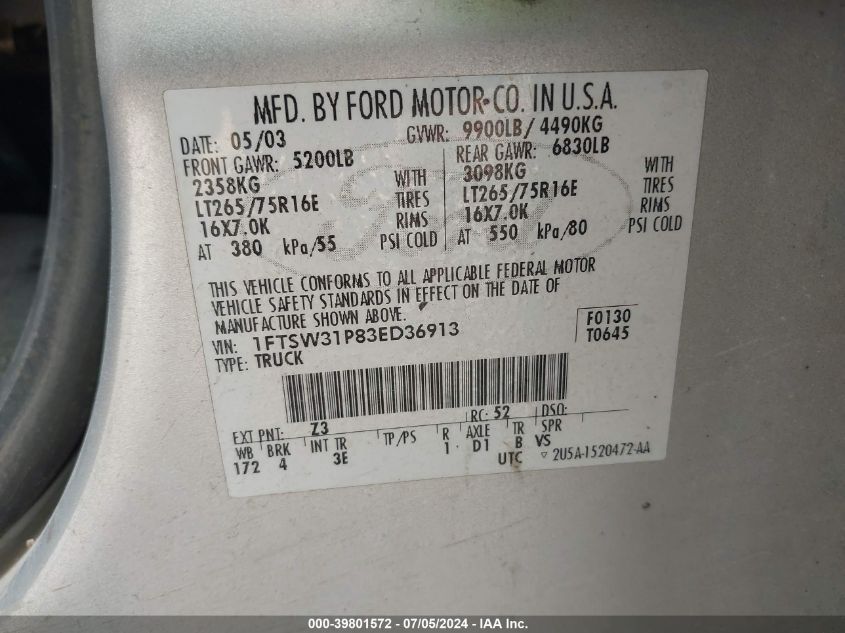 MFD. BY FORD MOTOR CO. IN U.S.A.
DATE: 05/03 GVWR: 9900LB/ 4490KG
FRONT GAWR: 5200LB REAR GAWR: 6830LB
2358KG WITH 3098KG WITH
LT265/75R16E TIRES LT265/75R16E TIRES
16X7.0K RIMS 16X7.0K RIMS
AT 380 kPa/55 PSI COLD AT 550 kPa/80 PSI COLD
THIS VEHICLE CONFORMS TO ALL APPLICABLE FEDERAL MOTOR
VEHICLE SAFETY STANDARDS IN EFFECT ON THE DATE OF
MANUFACTURE SHOWN ABOVE.
VIN: 1FTSW31P83ED36913 F0130
TYPE: TRUCK T0645
EXT PNT: Z3 RC: 52 DSO:
WB BRK INT TR TP/PS R AXLE TR SPR
172 4 3E 1 D1 B VS
UTC ▽ 2U5A-1520472-AA
000-39801572 - 07/05/2024 - IAA Inc.